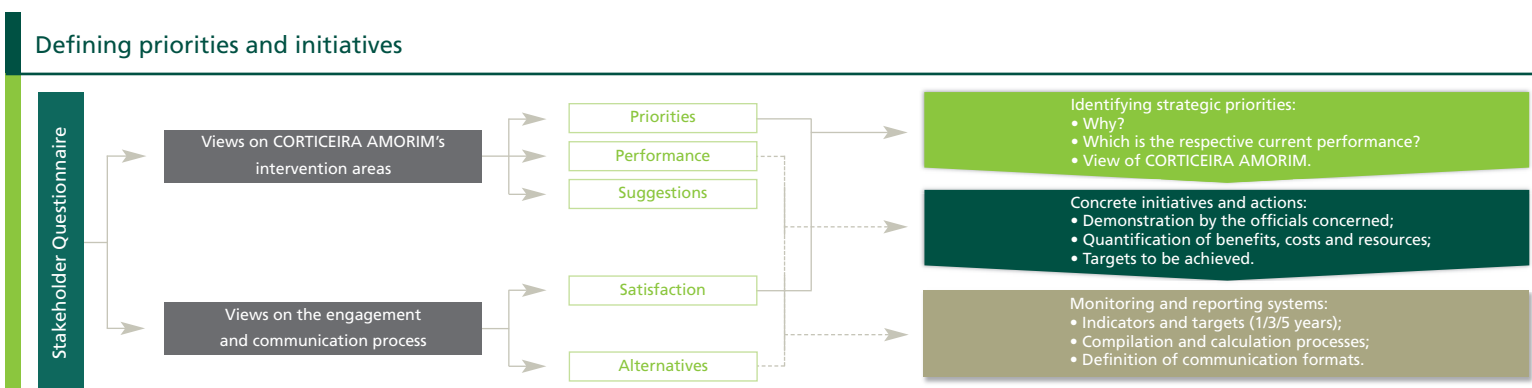 Defining priorities and initiatives
Stakeholder Questionnaire
Views on CORTICEIRA AMORIM's
intervention areas
Views on the engagement
and communication process
Priorities
Performance
Suggestions
Satisfaction
Alternatives
Identifying strategic priorities:
• Why?
• Which is the respective current performance?
• View of CORTICEIRA AMORIM.
Concrete initiatives and actions:
• Demonstration by the officials concerned;
• Quantification of benefits, costs and resources;
• Targets to be achieved.
Monitoring and reporting systems:
• Indicators and targets (1/3/5 years);
• Compilation and calculation processes;
• Definition of communication formats.